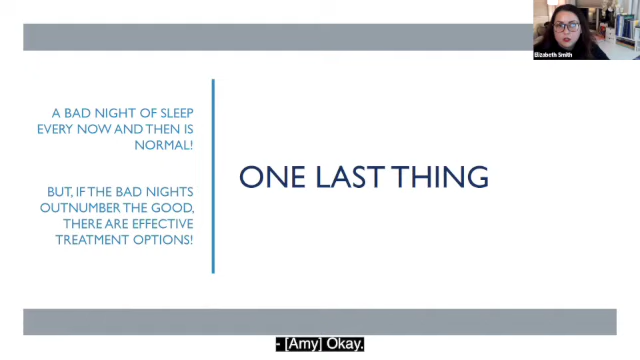 Elizabeth Smith
A BAD NIGHT OF SLEEP
EVERY NOW AND THEN IS
NORMAL!
BUT, IF THE BAD NIGHTS
OUTNUMBER THE GOOD,
THERE ARE EFFECTIVE
TREATMENT OPTIONS!
ONE LAST THING
- [Amy] Okay.